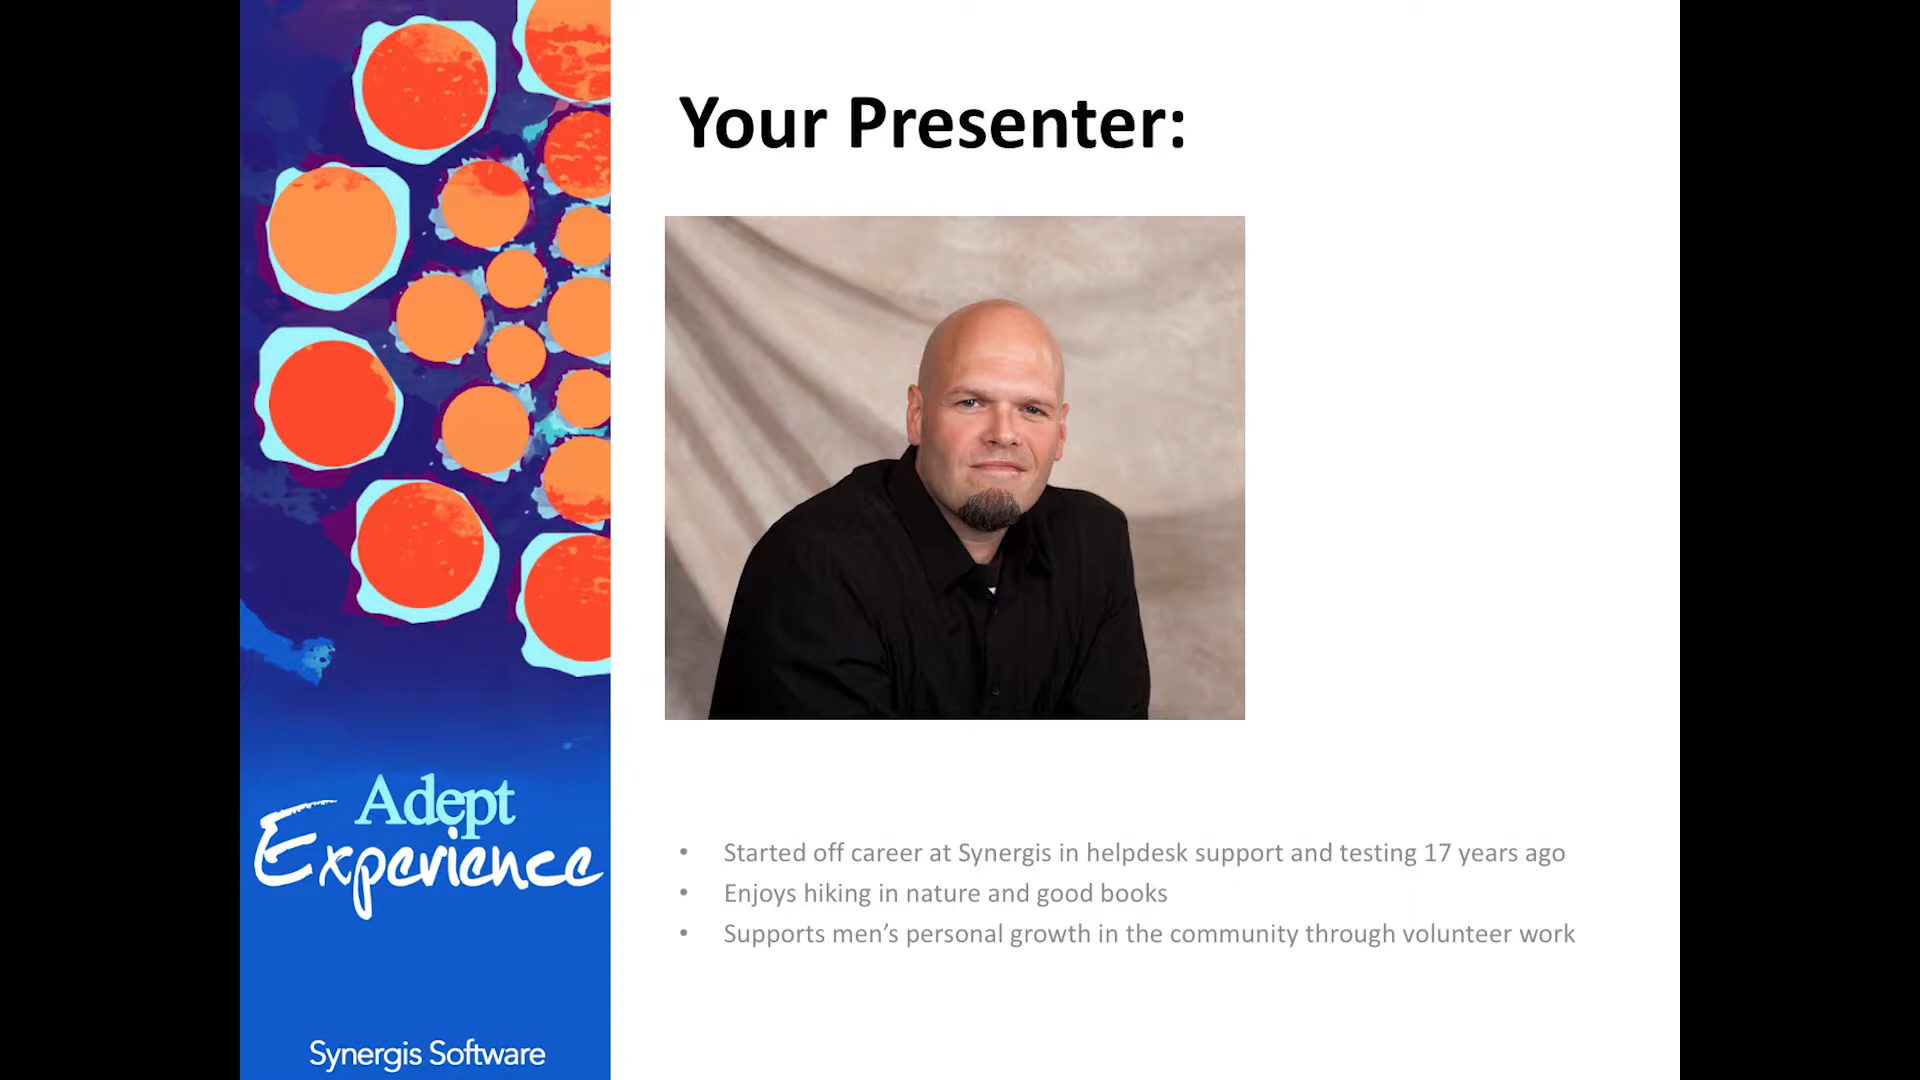 Your Presenter:
Adept
Experience
• Started off career at Synergis in helpdesk support and testing 17 years ago
• Enjoys hiking in nature and good books
• Supports men’s personal growth in the community through volunteer work
Synergis Software